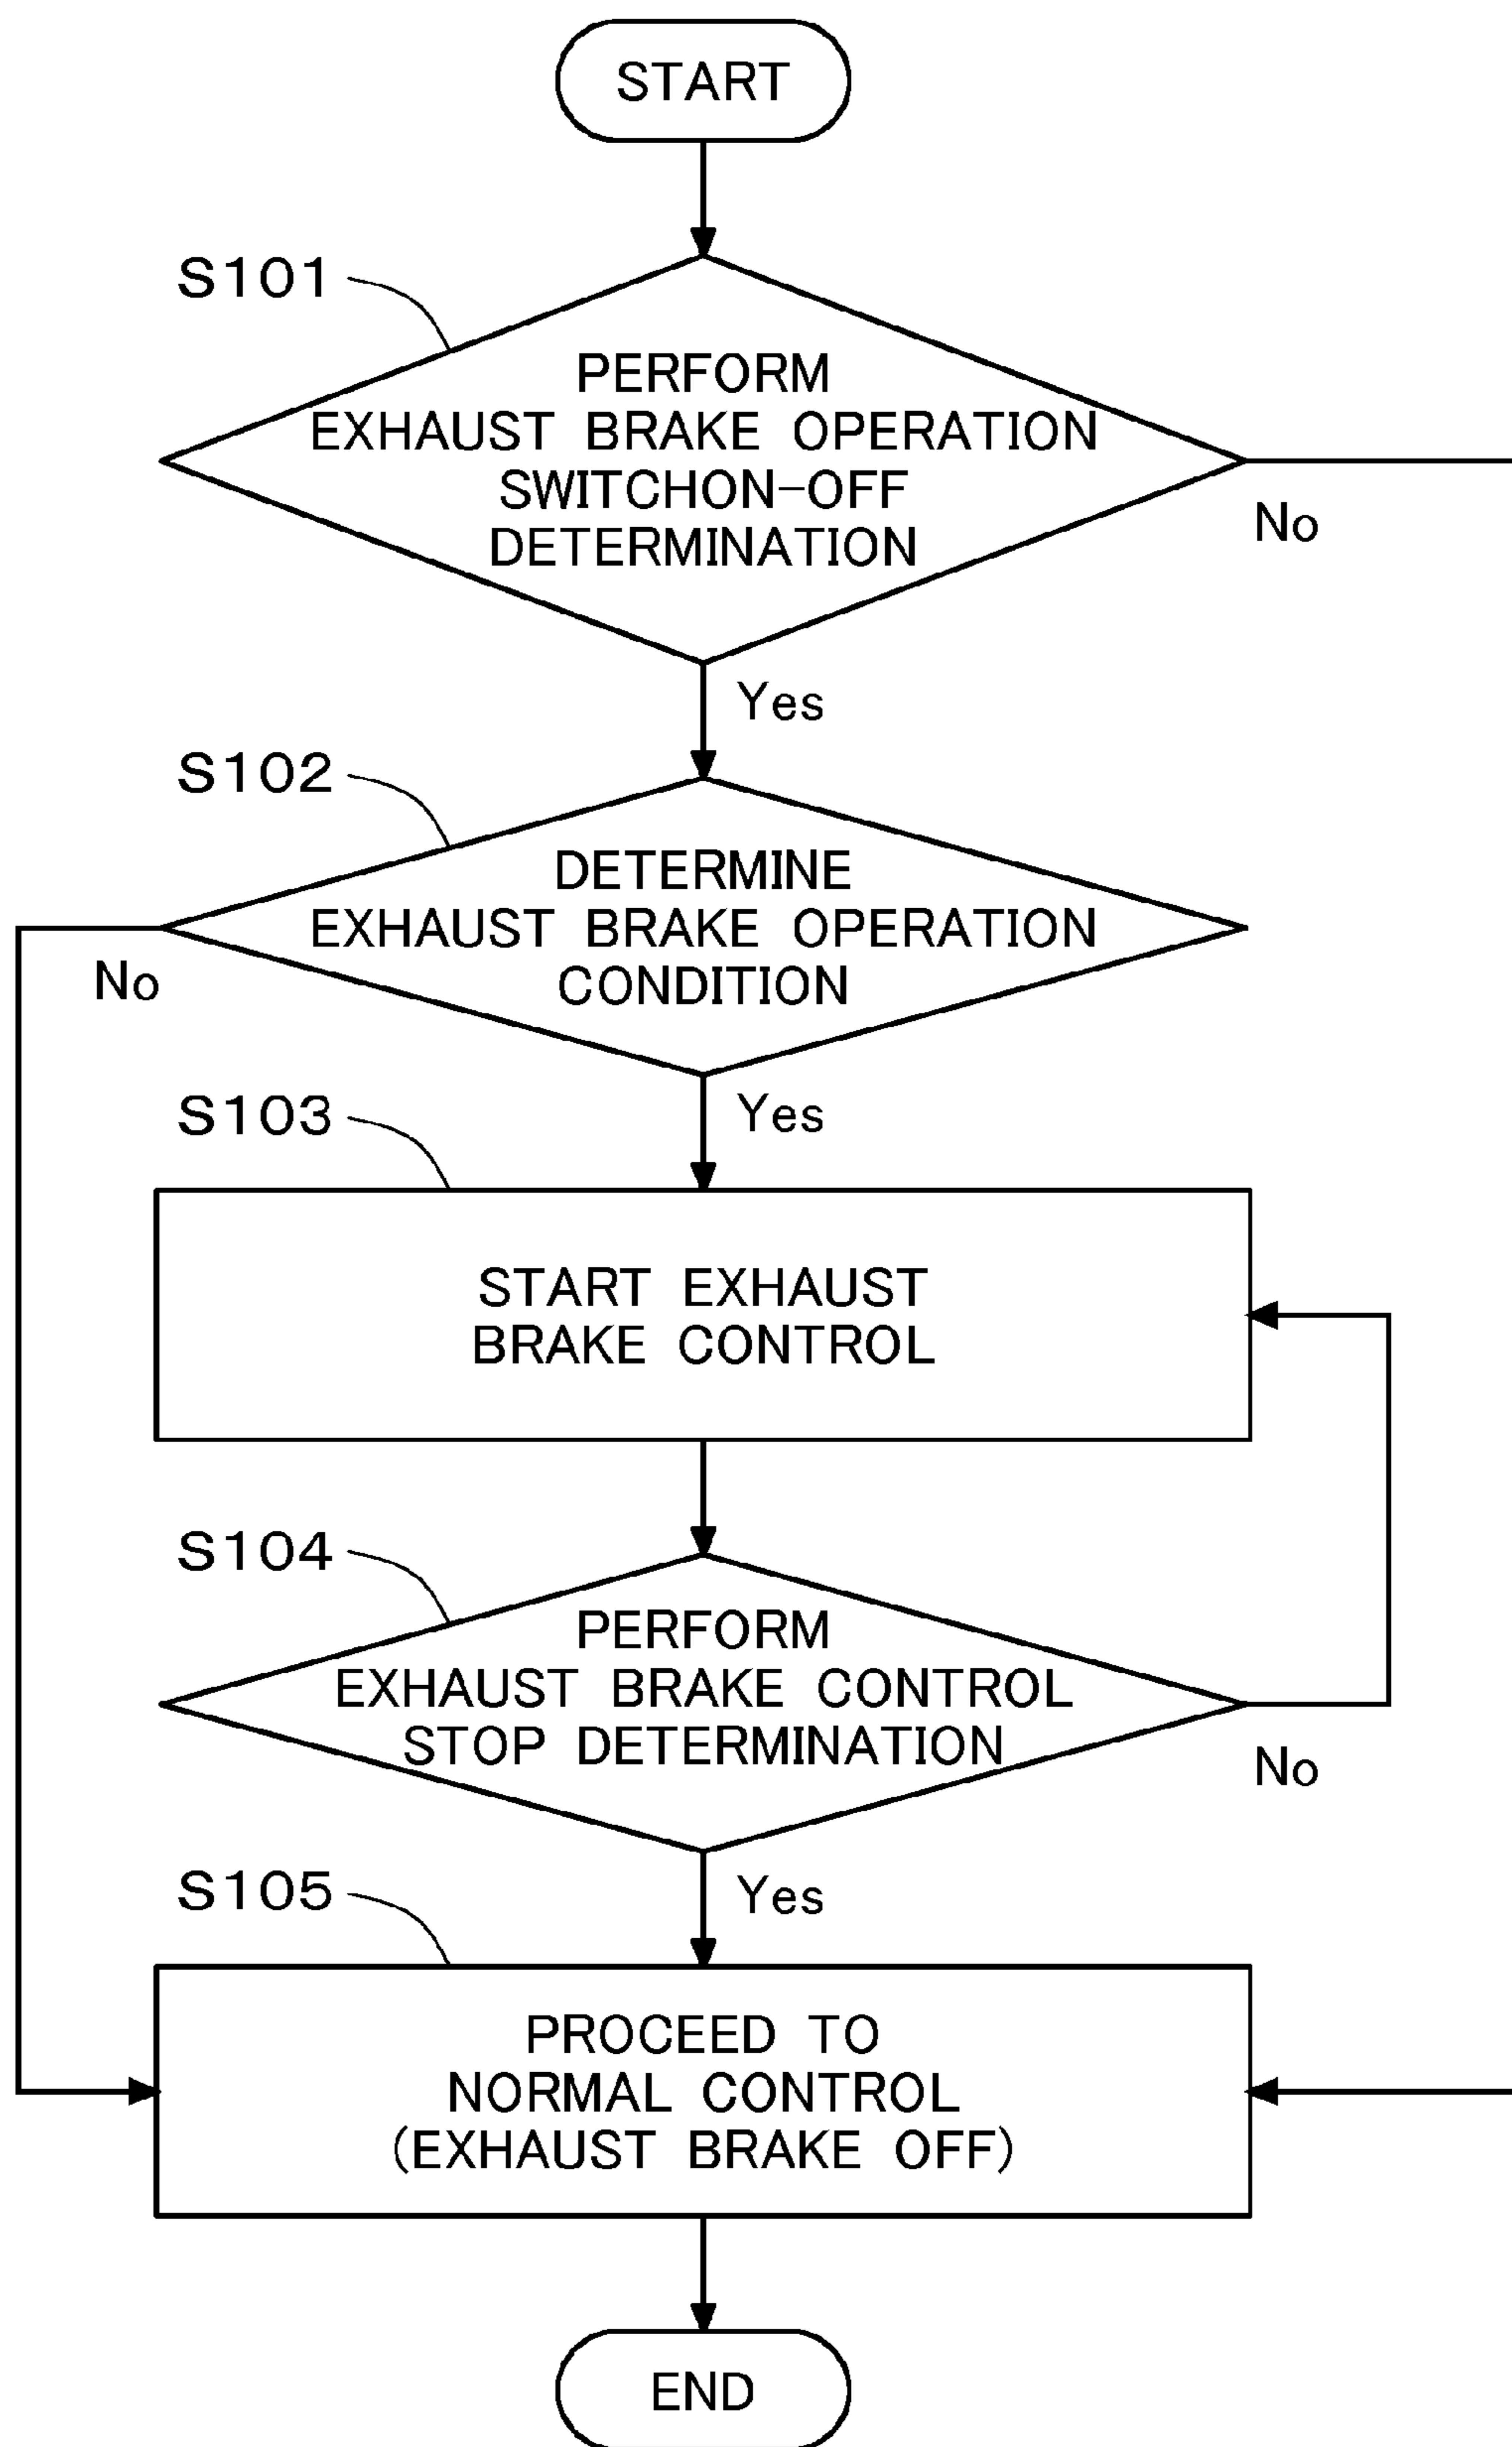 START
S101
PERFORM
EXHAUST BRAKE OPERATION
SWITCHON-OFF
DETERMINATION
No
Yes
S102
DETERMINE
EXHAUST BRAKE OPERATION
CONDITION
No
Yes
S103
START EXHAUST
BRAKE CONTROL
S104
PERFORM
EXHAUST BRAKE CONTROL
STOP DETERMINATION
No
Yes
S105
PROCEED TO
NORMAL CONTROL
(EXHAUST BRAKE OFF)
END